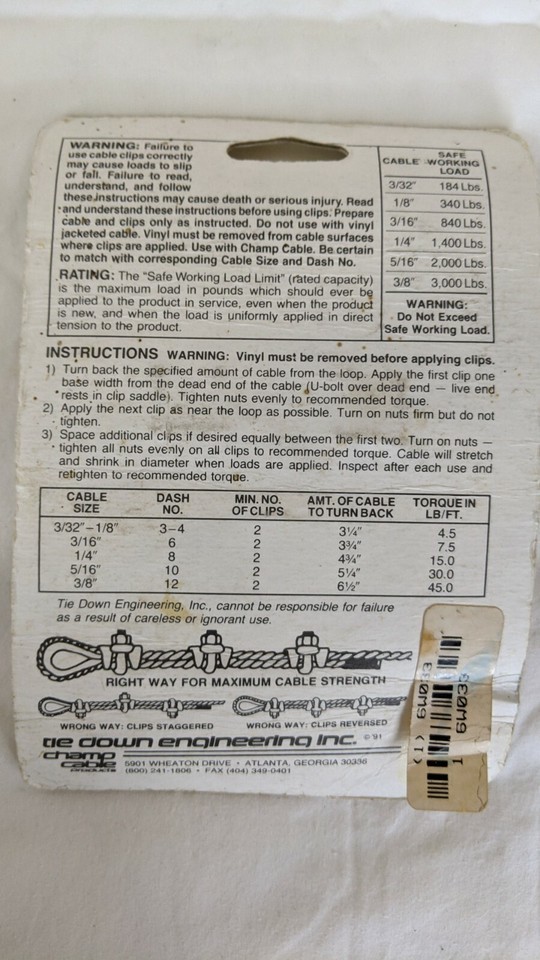 WARNING: Failure to
use cable clips correctly
may cause loads to slip
or fall. Failure to read,
understand, and follow
these instructions may cause death or serious injury. Read
and understand these instructions before using clips. Prepare
cable and clips only as instructed. Do not use with vinyl
jacketed cable. Vinyl must be removed from cable surfaces
where clips are applied. Use with Champ Cable. Be certain
to match with corresponding Cable Size and Dash No.
RATING: The "Safe Working Load Limit" (rated capacity)
is the maximum load in pounds which should ever be
applied to the product in service, even when the product
is new, and when the load is uniformly applied in direct
tension to the product.
CABLE SAFE WORKING LOAD
3/32" 184 Lbs.
1/8" 340 Lbs.
3/16" 840 Lbs.
1/4" 1,400 Lbs.
5/16" 2,000 Lbs.
3/8" 3,000 Lbs.
WARNING:
Do Not Exceed
Safe Working Load.
INSTRUCTIONS WARNING: Vinyl must be removed before applying clips.
1) Turn back the specified amount of cable from the loop. Apply the first clip one
base width from the dead end of the cable (U-bolt over dead end — live end
rests in clip saddle). Tighten nuts evenly to recommended torque.
2) Apply the next clip as near the loop as possible. Turn on nuts firm but do not
tighten.
3) Space additional clips if desired equally between the first two. Turn on nuts —
tighten all nuts evenly on all clips to recommended torque. Cable will stretch
and shrink in diameter when loads are applied. Inspect after each use and
retighten to recommended torque.
CABLE SIZE DASH NO. MIN. NO. OF CLIPS AMT. OF CABLE TO TURN BACK TORQUE IN LB/FT.
3/32"–1/8" 3–4 2 3¼" 4.5
3/16" 6 2 3¾" 7.5
1/4" 8 2 4¾" 15.0
5/16" 10 2 5¼" 30.0
3/8" 12 2 6½" 45.0
Tie Down Engineering, Inc., cannot be responsible for failure
as a result of careless or ignorant use.
RIGHT WAY FOR MAXIMUM CABLE STRENGTH
WRONG WAY: CLIPS STAGGERED WRONG WAY: CLIPS REVERSED
tie down engineering inc. © 91
champ cable products
5901 WHEATON DRIVE • ATLANTA, GEORGIA 30336
(800) 241-1806 • FAX (404) 349-0401
(1) 6W033
1 6W033